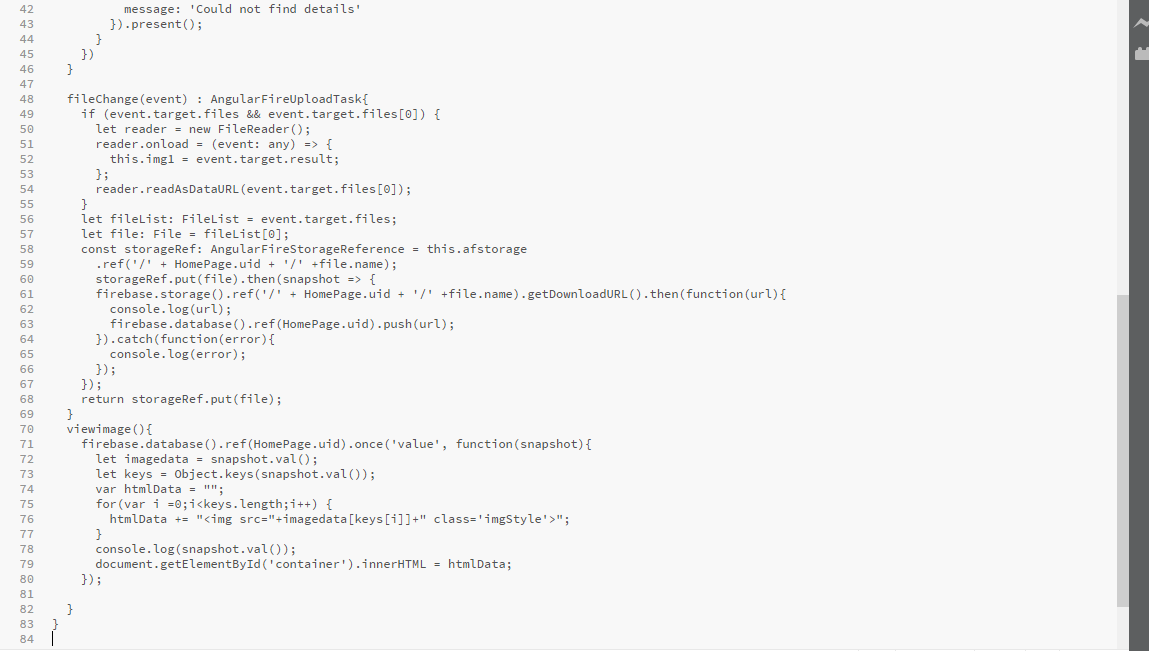 42             message: 'Could not find details'
43           }).present();
44         }
45       })
46     }
47
48     fileChange(event) : AngularFireUploadTask{
49       if (event.target.files && event.target.files[0]) {
50         let reader = new FileReader();
51         reader.onload = (event: any) => {
52           this.img1 = event.target.result;
53         };
54         reader.readAsDataURL(event.target.files[0]);
55       }
56       let fileList: FileList = event.target.files;
57       let file: File = fileList[0];
58       const storageRef: AngularFireStorageReference = this.afstorage
59         .ref('/' + HomePage.uid + '/' +file.name);
60         storageRef.put(file).then(snapshot => {
61         firebase.storage().ref('/' + HomePage.uid + '/' +file.name).getDownloadURL().then(function(url){
62           console.log(url);
63           firebase.database().ref(HomePage.uid).push(url);
64         }).catch(function(error){
65           console.log(error);
66         });
67       });
68       return storageRef.put(file);
69     }
70     viewimage(){
71       firebase.database().ref(HomePage.uid).once('value', function(snapshot){
72         let imagedata = snapshot.val();
73         let keys = Object.keys(snapshot.val());
74         var htmlData = "";
75         for(var i =0;i<keys.length;i++) {
76           htmlData += "<img src="+imagedata[keys[i]]+" class='imgStyle'>";
77         }
78         console.log(snapshot.val());
79         document.getElementById('container').innerHTML = htmlData;
80       });
81
82     }
83   }
84